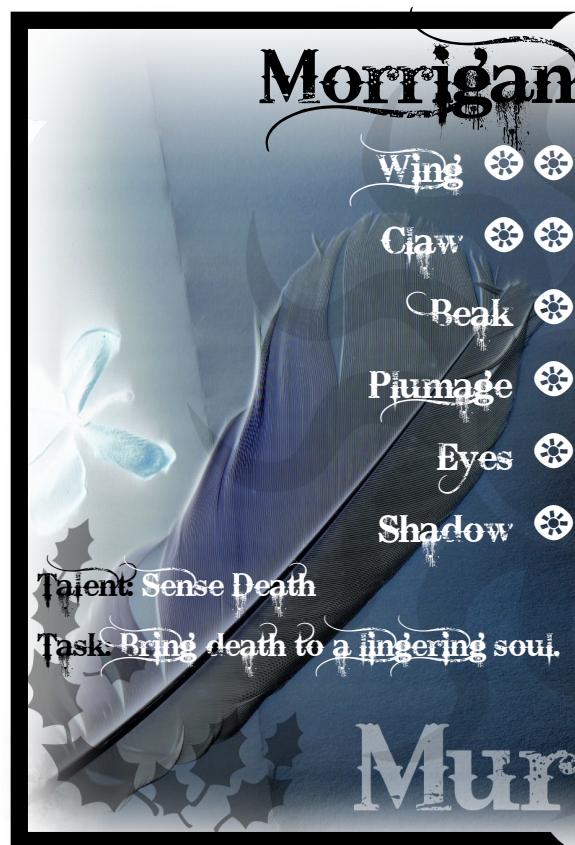 Morrigan
Wing
Claw
Beak
Plumage
Eyes
Shadow
Talent: Sense Death
Task: Bring death to a lingering soul.
Mur